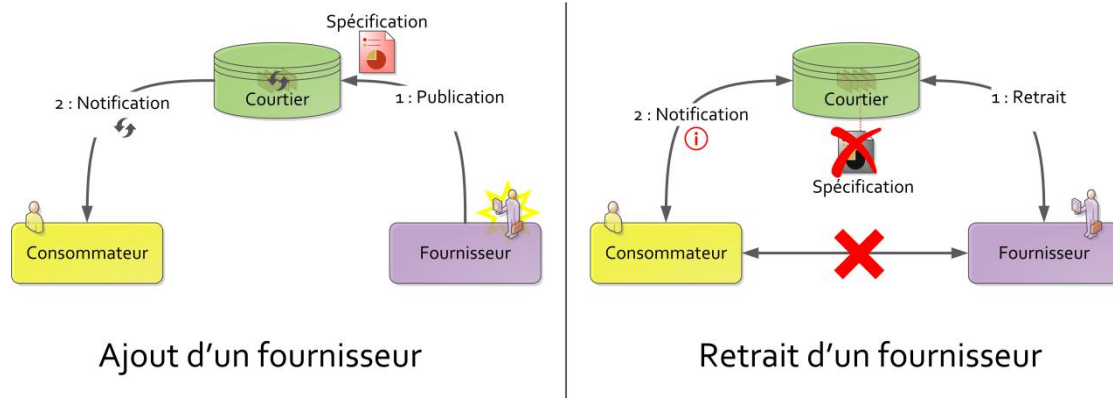 Spécification
Courtier
2 : Notification
1 : Publication
Consommateur
Fournisseur
Ajout d'un fournisseur
Courtier
1 : Retrait
2 : Notification
i
Spécification
Consommateur
Fournisseur
Retrait d'un fournisseur